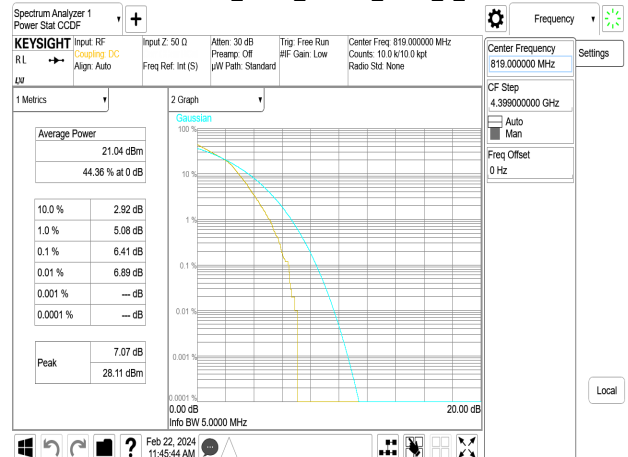 Spectrum Analyzer 1
Power Stat CCDF
Frequency
KEYSIGHT
R L
LXI
Input: RF
Coupling: DC
Align: Auto
Input Z: 50 Ω
Freq Ref: Int (S)
Atten: 30 dB
Preamp: Off
µW Path: Standard
Trig: Free Run
#IF Gain: Low
Center Freq: 819.000000 MHz
Counts: 10.0 k/10.0 kpt
Radio Std: None
Center Frequency
819.000000 MHz
Settings
CF Step
4.399000000 GHz
Auto
Man
Freq Offset
0 Hz
1 Metrics
Average Power
21.04 dBm
44.36 % at 0 dB
10.0 % 2.92 dB
1.0 % 5.08 dB
0.1 % 6.41 dB
0.01 % 6.89 dB
0.001 % --- dB
0.0001 % --- dB
Peak
7.07 dB
28.11 dBm
2 Graph
Gaussian
100 %
10 %
1 %
0.1 %
0.01 %
0.001 %
0.0001 %
0.00 dB 20.00 dB
Info BW 5.0000 MHz
Local
? Feb 22, 2024
11:45:44 AM